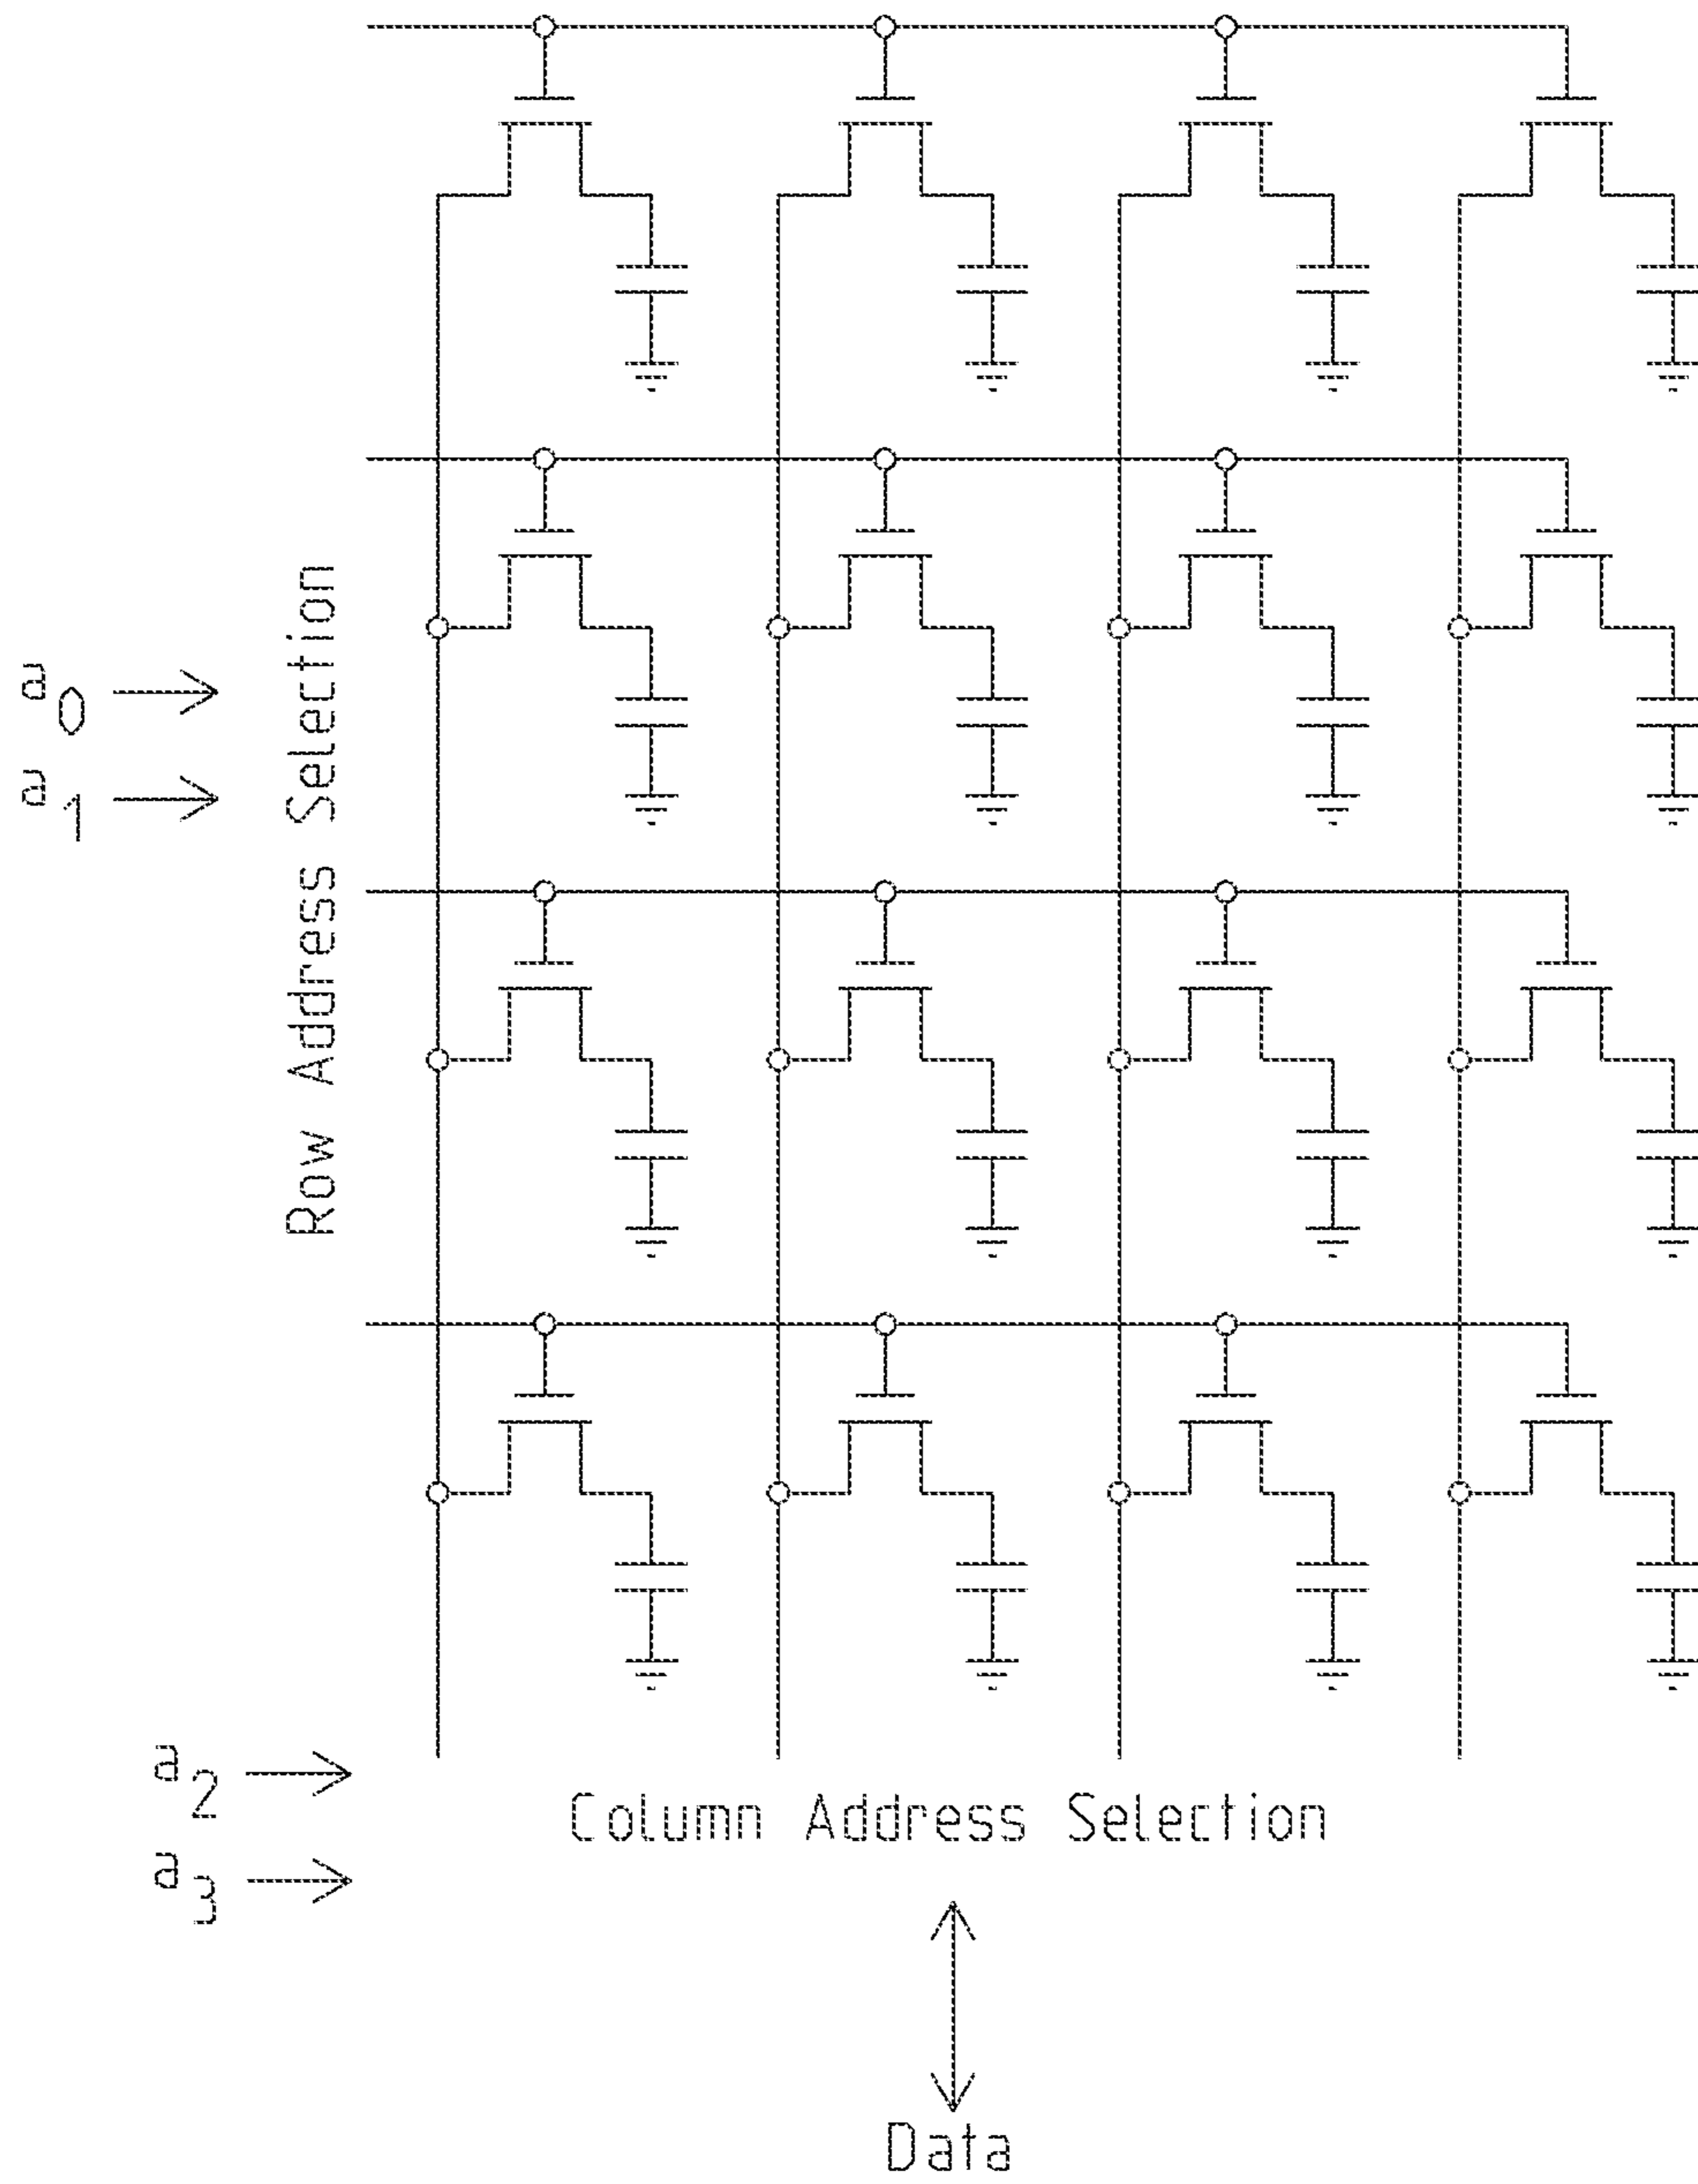 a0
a1
Row Address Selection
a2
a3
Column Address Selection
Data